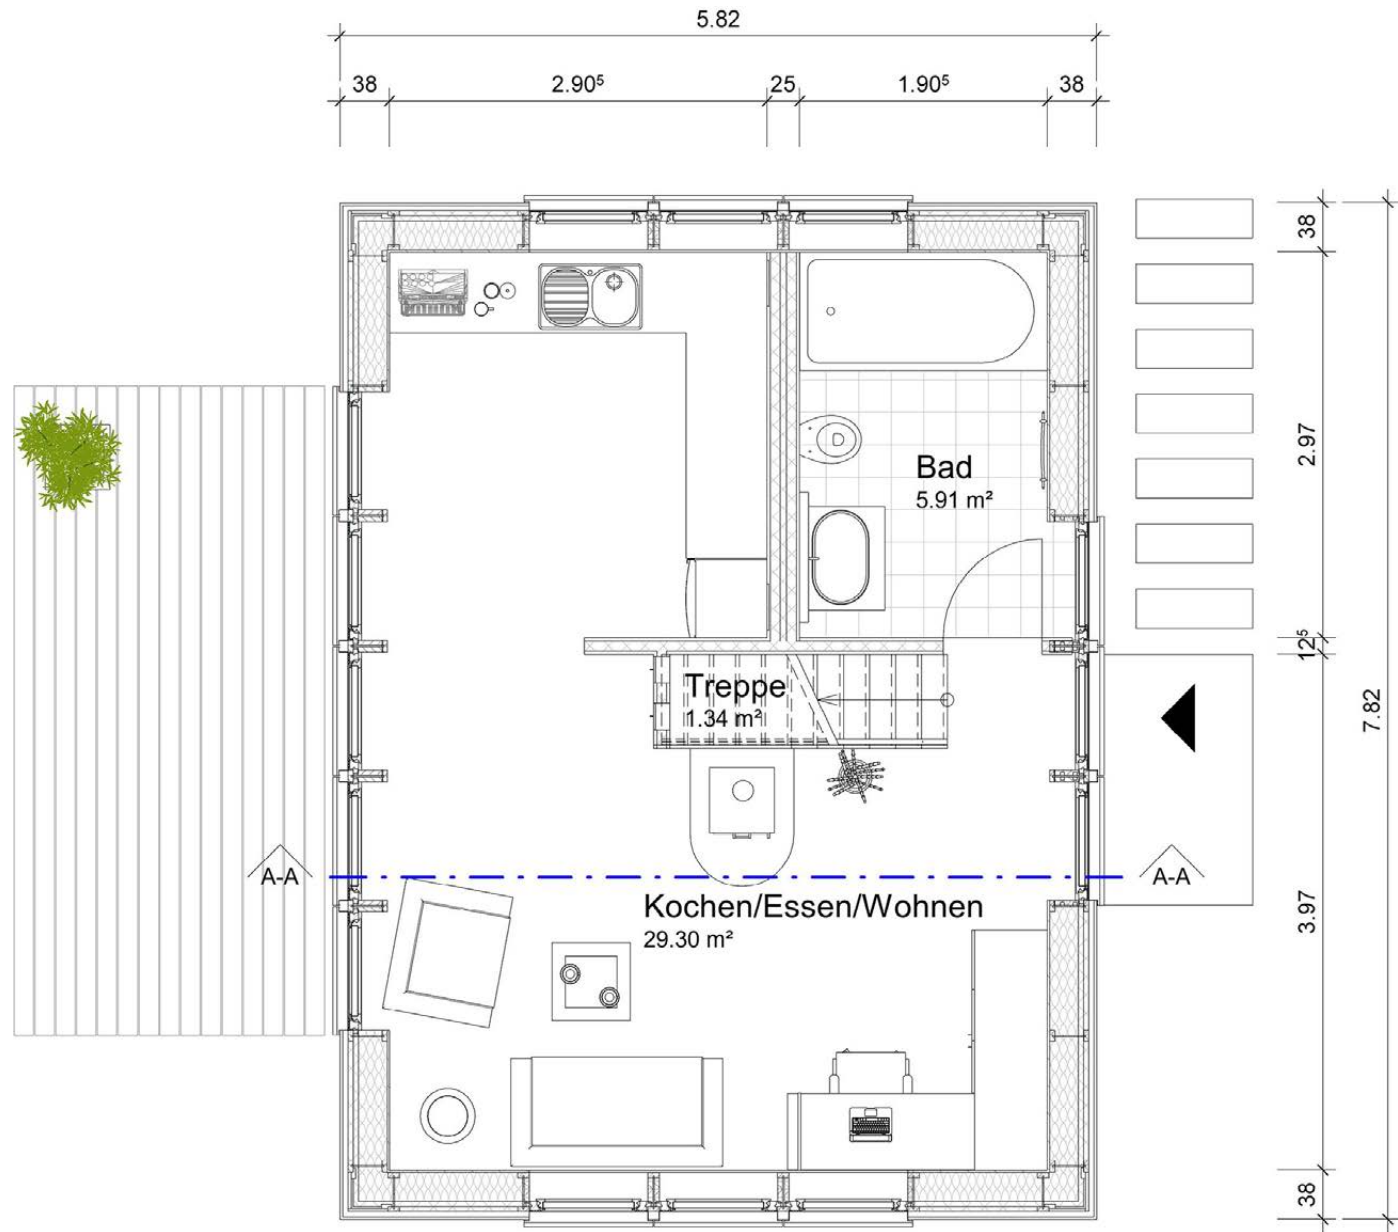 5.82
38 2.90⁵ 25 1.90⁵ 38
38
2.97
12⁵
7.82
3.97
38
Bad
5.91 m²
Treppe
1.34 m²
A-A
A-A
Kochen/Essen/Wohnen
29.30 m²